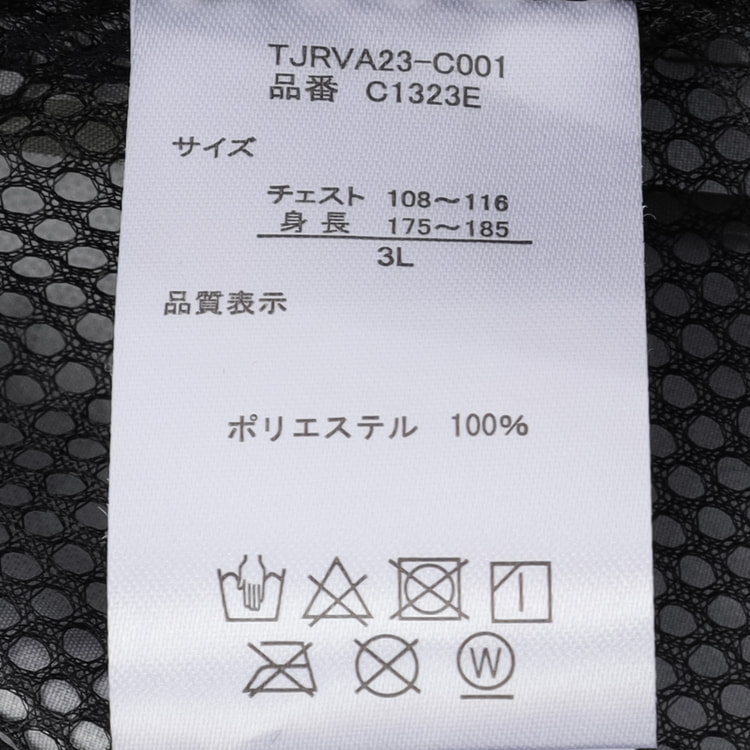 TJRVA23-C001
品番 C1323E
サイズ
チェスト 108～116
身長 175～185
3L
品質表示
ポリエステル 100%
W